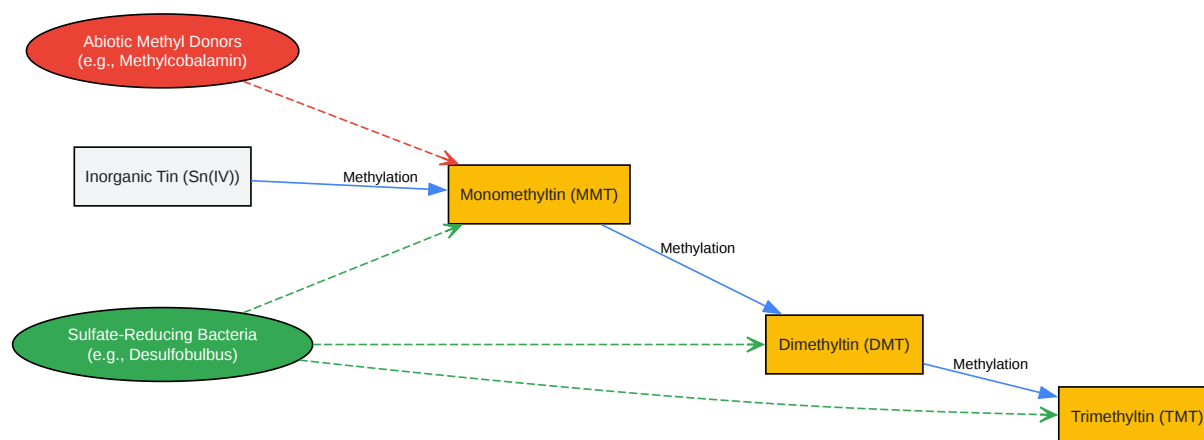 Abiotic Methyl Donors
(e.g., Methylcobalamin)
Inorganic Tin (Sn(IV))
Methylation
Monomethyltin (MMT)
Methylation
Sulfate-Reducing Bacteria
(e.g., Desulfobulbus)
Dimethyltin (DMT)
Methylation
Trimethyltin (TMT)